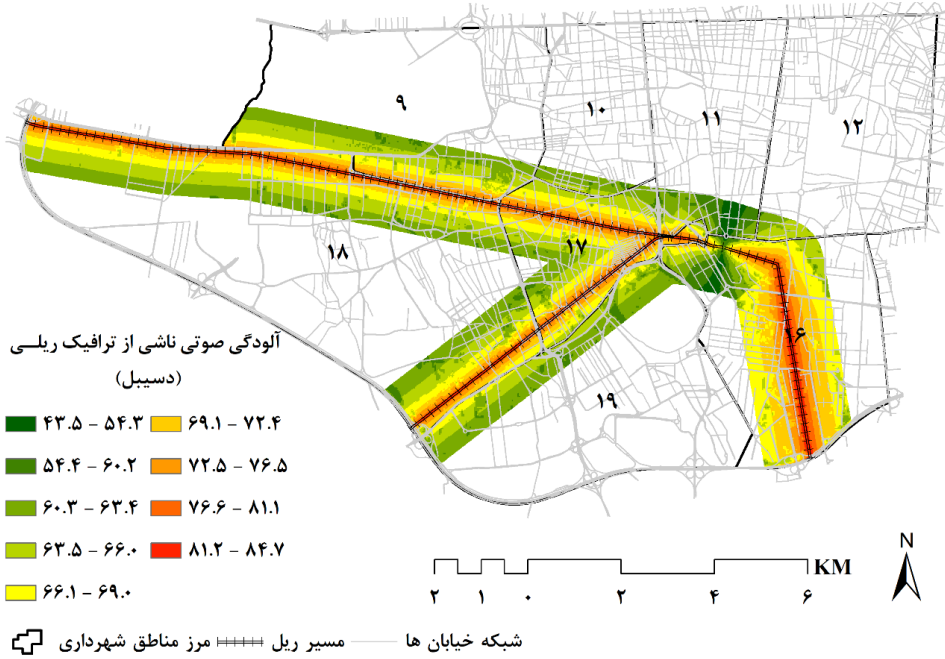 ۹
۱۰
۱۱
۱۲
۱۸
۱۷
۱۶
۱۹
آلودگی صوتی ناشی از ترافیک ریلــی
(دسیبل)
۴۳.۵ – ۵۴.۳
۶۹.۱ – ۷۲.۴
۵۴.۴ – ۶۰.۲
۷۲.۵ – ۷۶.۵
۶۰.۳ – ۶۳.۴
۷۶.۶ – ۸۱.۱
۶۳.۵ – ۶۶.۰
۸۱.۲ – ۸۴.۷
۶۶.۱ – ۶۹.۰
N
KM
۲ ۱ ۰ ۲ ۴ ۶
مرز مناطق شهرداری
مسیر ریل
شبکه خیابان ها